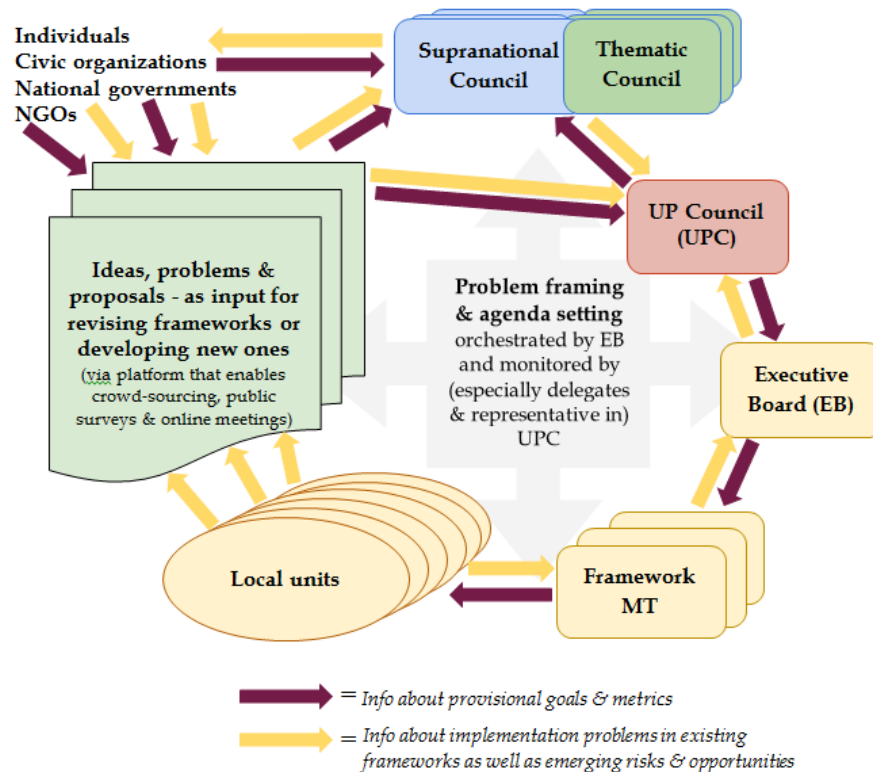 Individuals
Civic organizations
National governments
NGOs
Supranational
Council
Thematic
Council
UP Council
(UPC)
Ideas, problems &
proposals - as input for
revising frameworks or
developing new ones
(via platform that enables
crowd-sourcing, public
surveys & online meetings)
Problem framing
& agenda setting
orchestrated by EB
and monitored by
(especially delegates
& representative in)
UPC
Executive
Board (EB)
Local units
Framework
MT
= Info about provisional goals & metrics
= Info about implementation problems in existing
frameworks as well as emerging risks & opportunities